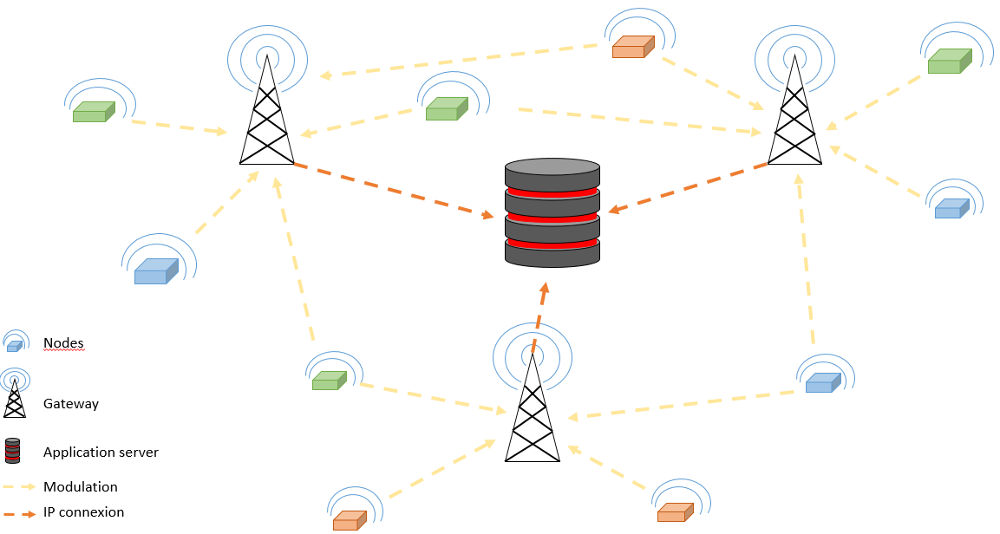 Nodes
Gateway
Application server
Modulation
IP connexion